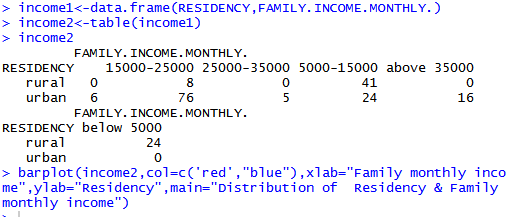 > income1<-data.frame(RESIDENCY,FAMILY.INCOME.MONTHLY.)
> income2<-table(income1)
> income2
         FAMILY.INCOME.MONTHLY.
RESIDENCY    15000-25000 25000-35000 5000-15000 above 35000
    rural  0           8           0         41           0
    urban  6          76           5         24          16
         FAMILY.INCOME.MONTHLY.
RESIDENCY below 5000
    rural         24
    urban          0
> barplot(income2,col=c('red',"blue"),xlab="Family monthly inco
me",ylab="Residency",main="Distribution of  Residency & Family
monthly income")
>